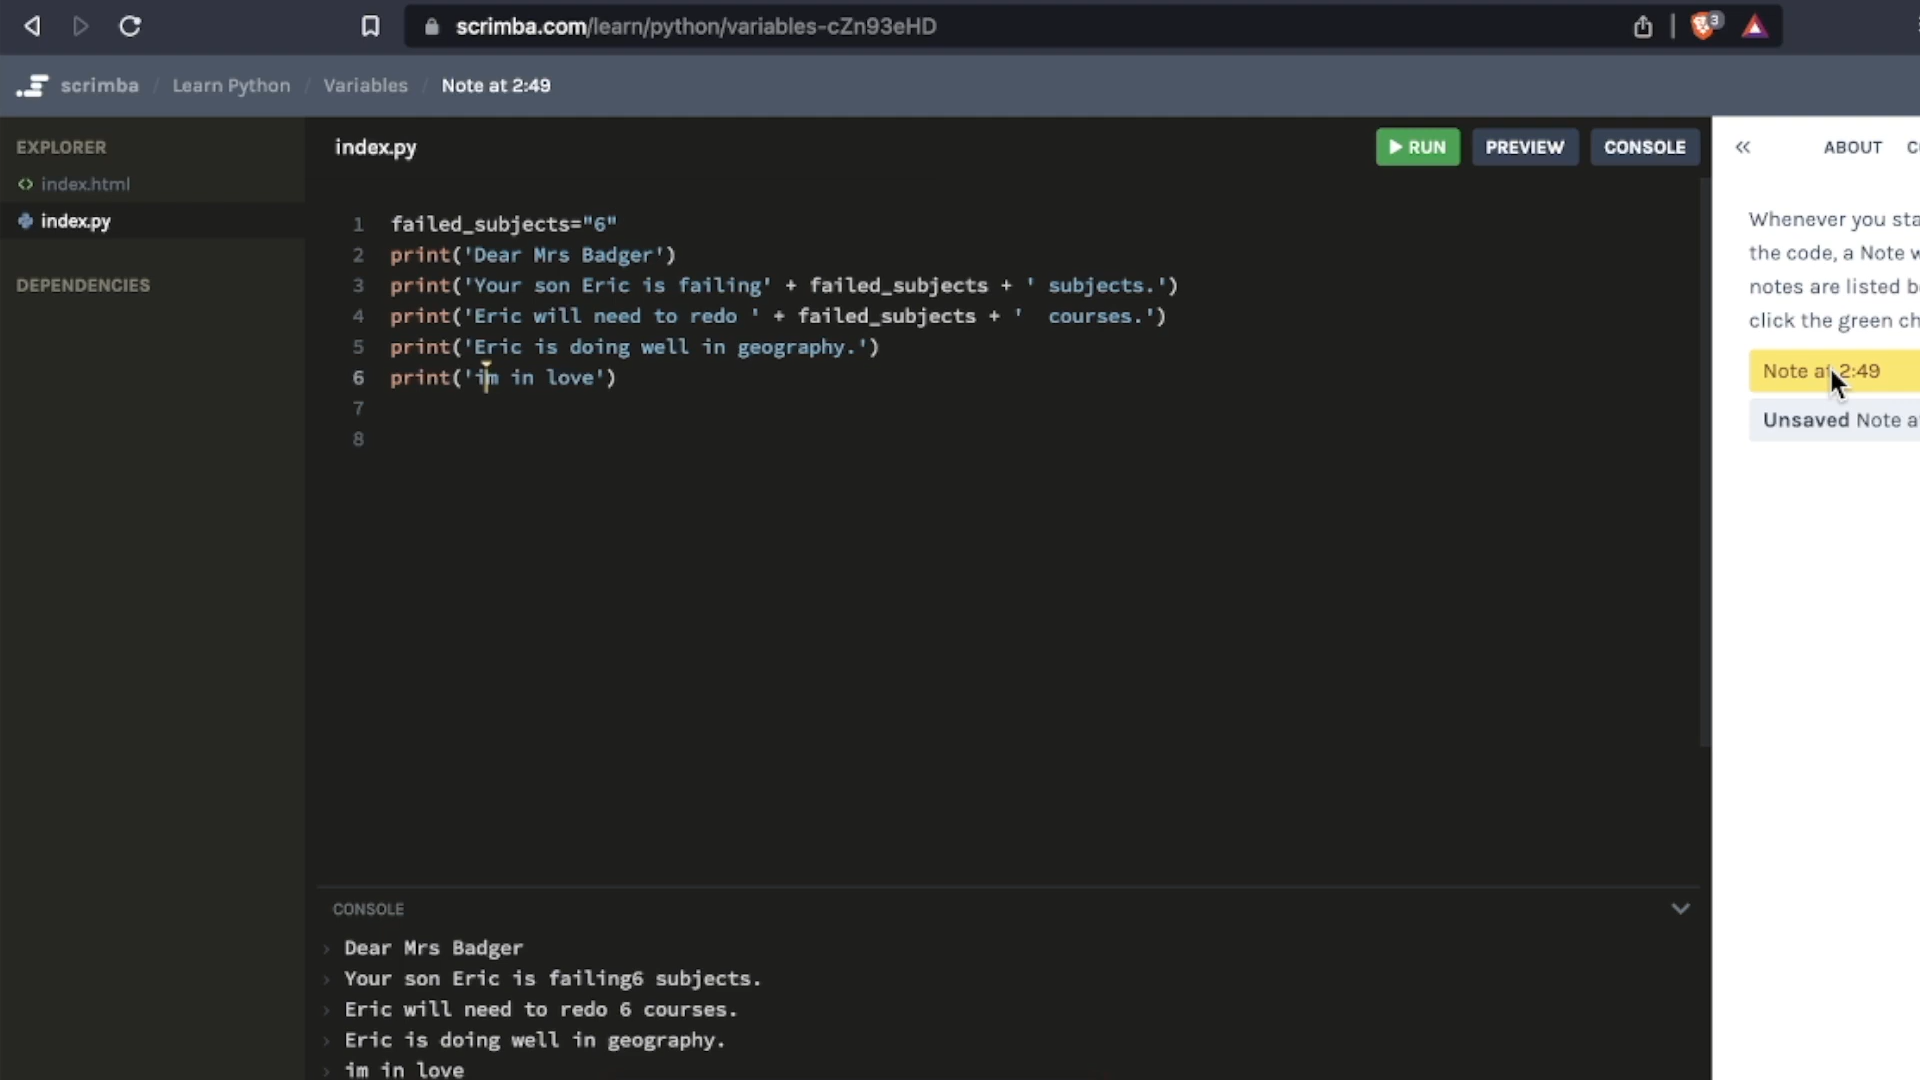 scrimba.com/learn/python/variables-cZn93eHD
3
scrimba / Learn Python / Variables / Note at 2:49
EXPLORER
index.html
index.py
DEPENDENCIES
index.py
RUN
PREVIEW
CONSOLE
1 failed_subjects="6"
2 print('Dear Mrs Badger')
3 print('Your son Eric is failing' + failed_subjects + ' subjects.')
4 print('Eric will need to redo ' + failed_subjects + '  courses.')
5 print('Eric is doing well in geography.')
6 print('im in love')
7
8
CONSOLE
Dear Mrs Badger
Your son Eric is failing6 subjects.
Eric will need to redo 6 courses.
Eric is doing well in geography.
im in love
ABOUT
Whenever you sta
the code, a Note w
notes are listed b
click the green ch
Note at 2:49
Unsaved Note a